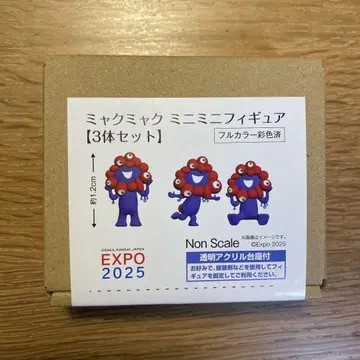 ミャクミャク ミニミニフィギュア
【3体セット】
フルカラー彩色済
約1.2cm
※画像はイメージです。
Non Scale
©Expo 2025
OSAKA, KANSAI, JAPAN
EXPO
2025
透明アクリル台座付
お好みで、接着剤などを使用してフィ
ギュアを固定してご利用ください。